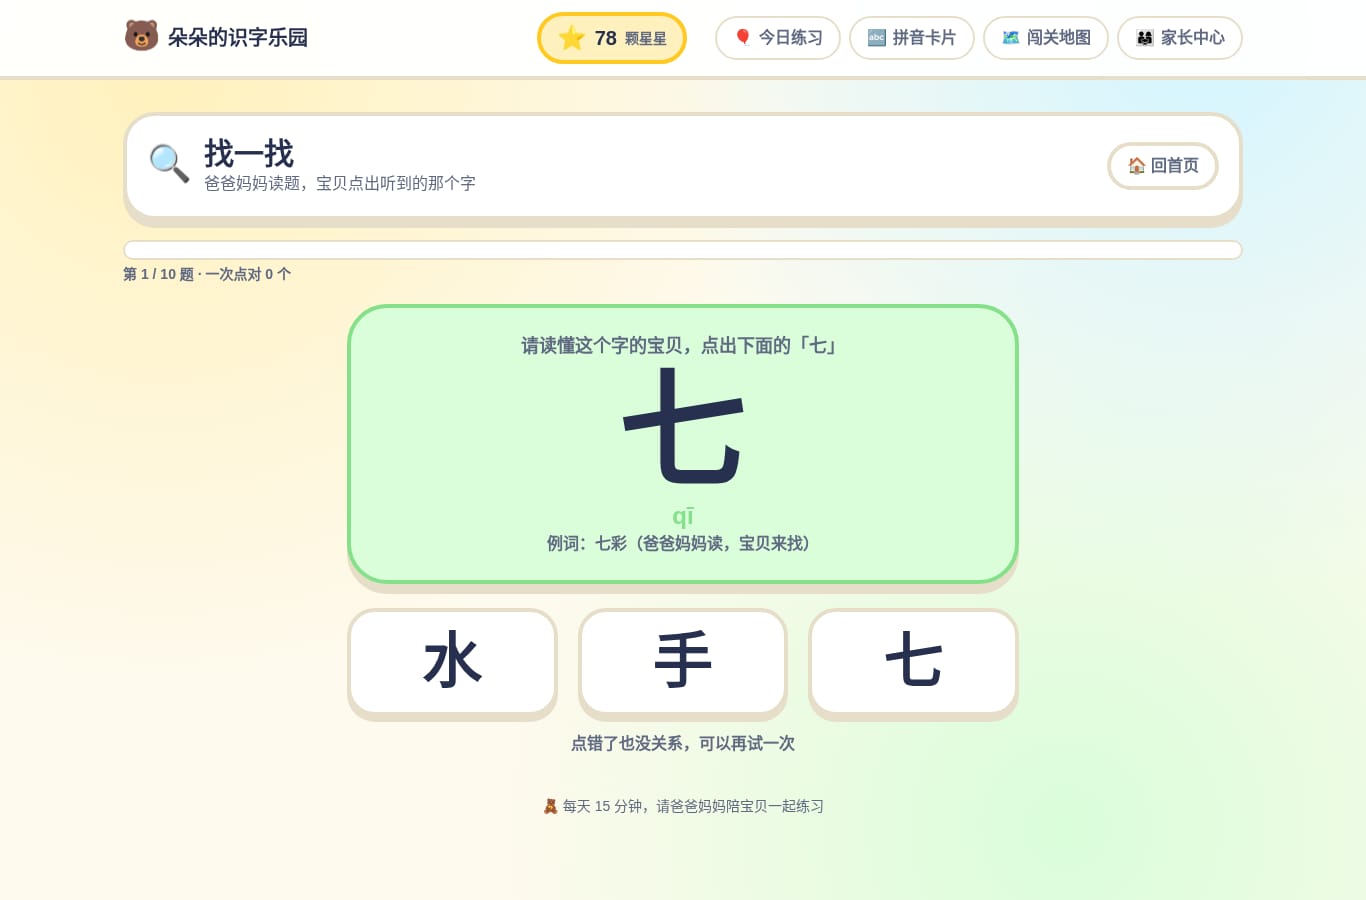 朵朵的识字乐园
78 颗星星
今日练习
拼音卡片
闯关地图
家长中心
找一找
爸爸妈妈读题，宝贝点出听到的那个字
回首页
第 1 / 10 题 · 一次点对 0 个
请读懂这个字的宝贝，点出下面的「七」
七
qī
例词：七彩（爸爸妈妈读，宝贝来找）
水
手
七
点错了也没关系，可以再试一次
每天 15 分钟，请爸爸妈妈陪宝贝一起练习